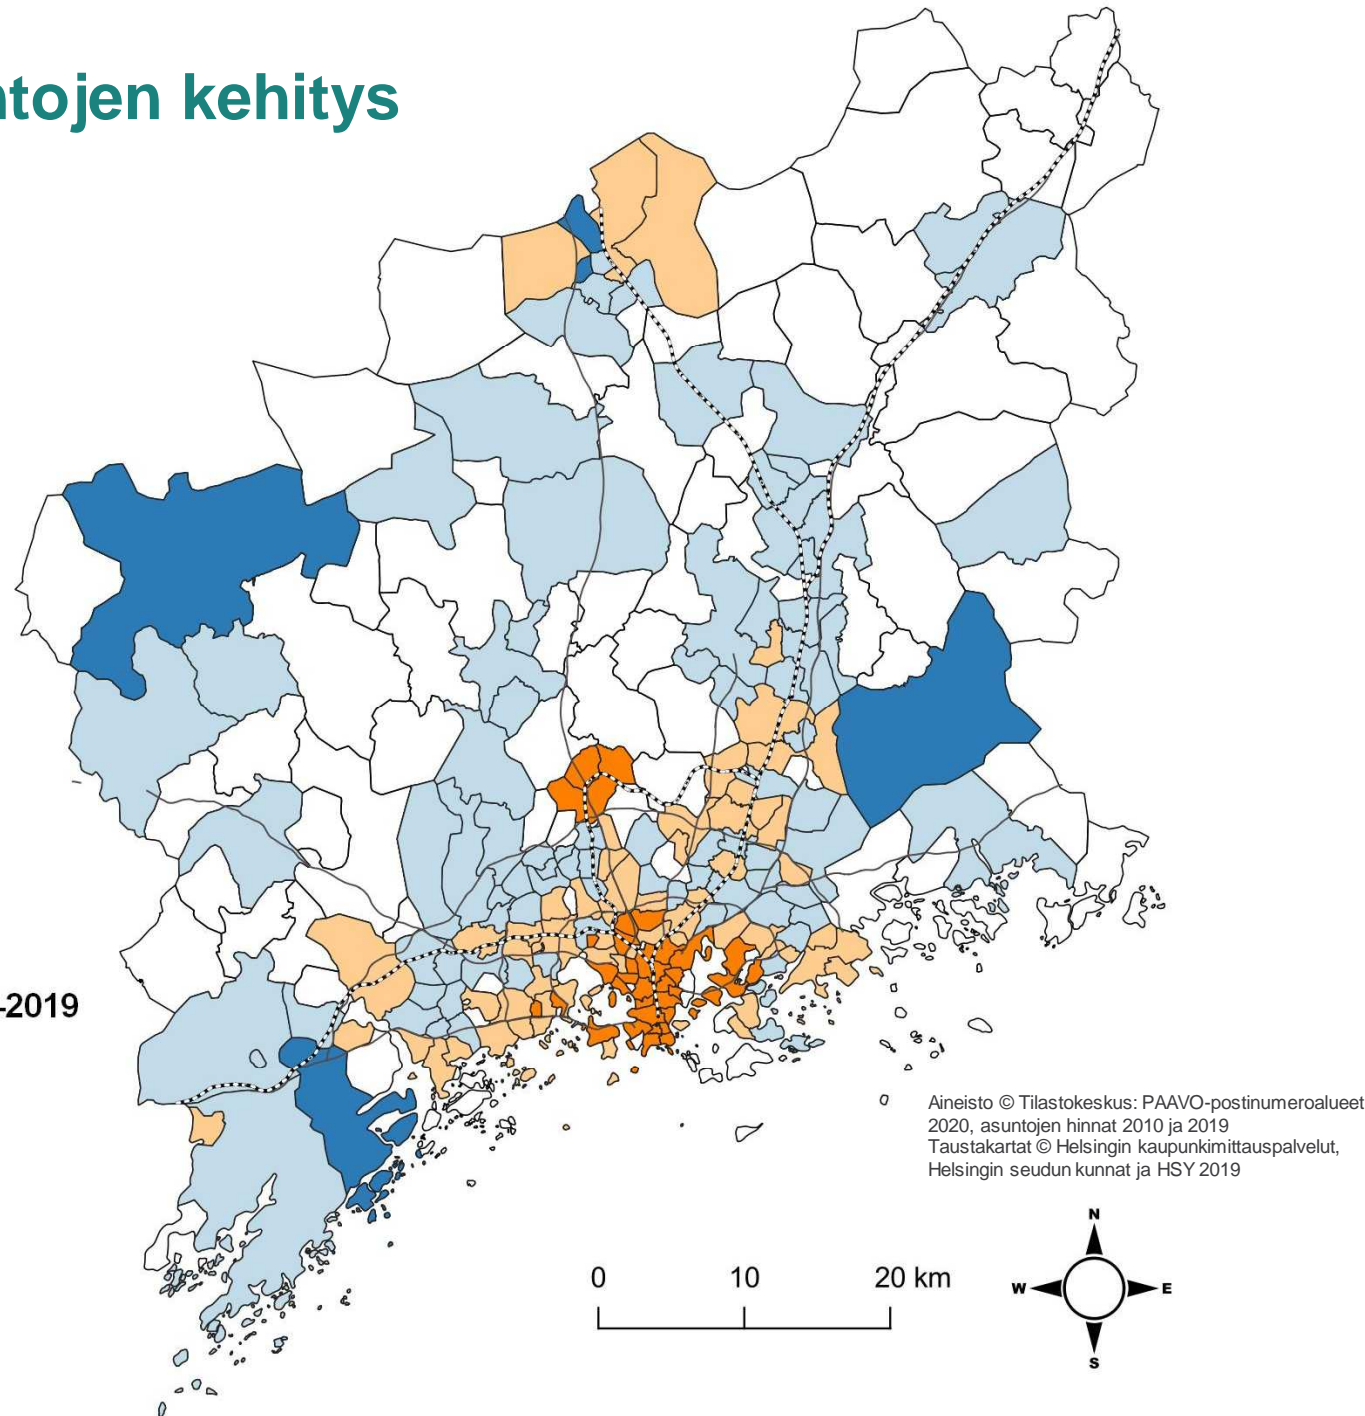 ntojen kehitys
-2019
Aineisto © Tilastokeskus: PAAVO-postinumeroalueet
2020, asuntojen hinnat 2010 ja 2019
Taustakartat © Helsingin kaupunkimittauspalvelut,
Helsingin seudun kunnat ja HSY 2019
N
W E
S
0 10 20 km